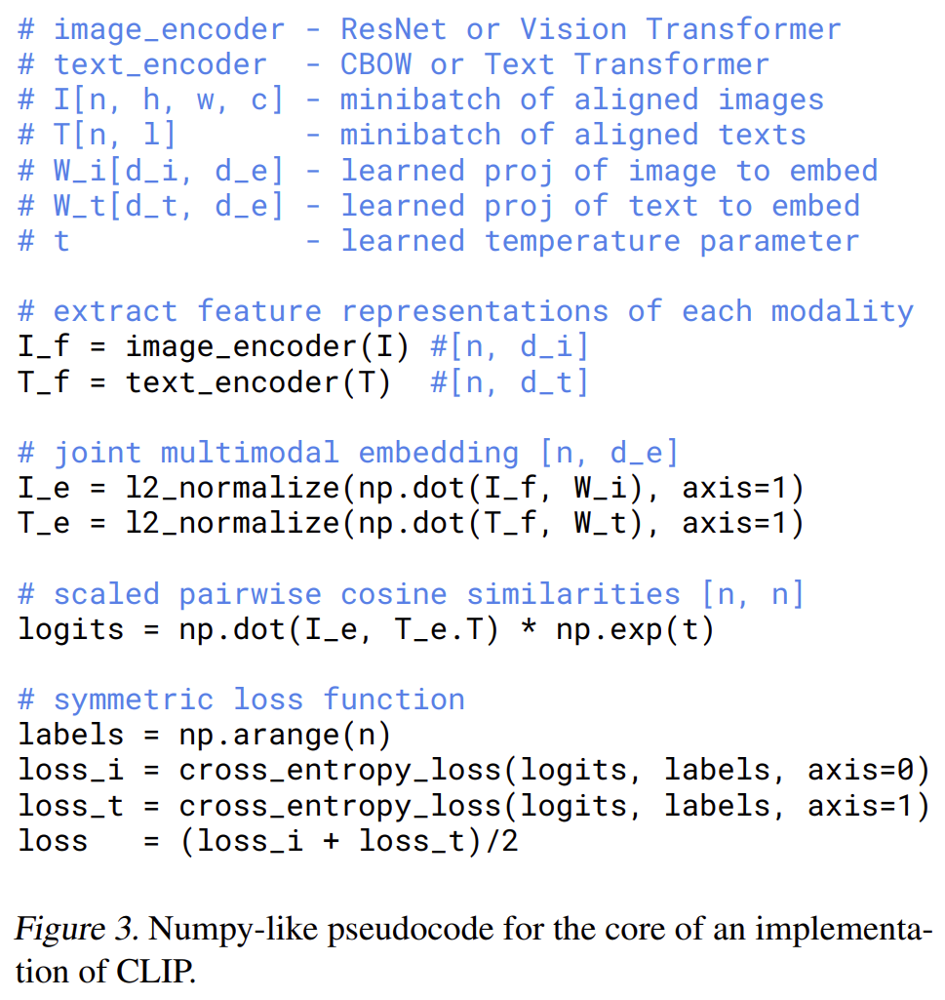 # image_encoder - ResNet or Vision Transformer
# text_encoder  - CBOW or Text Transformer
# I[n, h, w, c] - minibatch of aligned images
# T[n, l]       - minibatch of aligned texts
# W_i[d_i, d_e] - learned proj of image to embed
# W_t[d_t, d_e] - learned proj of text to embed
# t             - learned temperature parameter
# extract feature representations of each modality
I_f = image_encoder(I) #[n, d_i]
T_f = text_encoder(T)  #[n, d_t]
# joint multimodal embedding [n, d_e]
I_e = l2_normalize(np.dot(I_f, W_i), axis=1)
T_e = l2_normalize(np.dot(T_f, W_t), axis=1)
# scaled pairwise cosine similarities [n, n]
logits = np.dot(I_e, T_e.T) * np.exp(t)
# symmetric loss function
labels = np.arange(n)
loss_i = cross_entropy_loss(logits, labels, axis=0)
loss_t = cross_entropy_loss(logits, labels, axis=1)
loss   = (loss_i + loss_t)/2
Figure 3. Numpy-like pseudocode for the core of an implementa-
tion of CLIP.